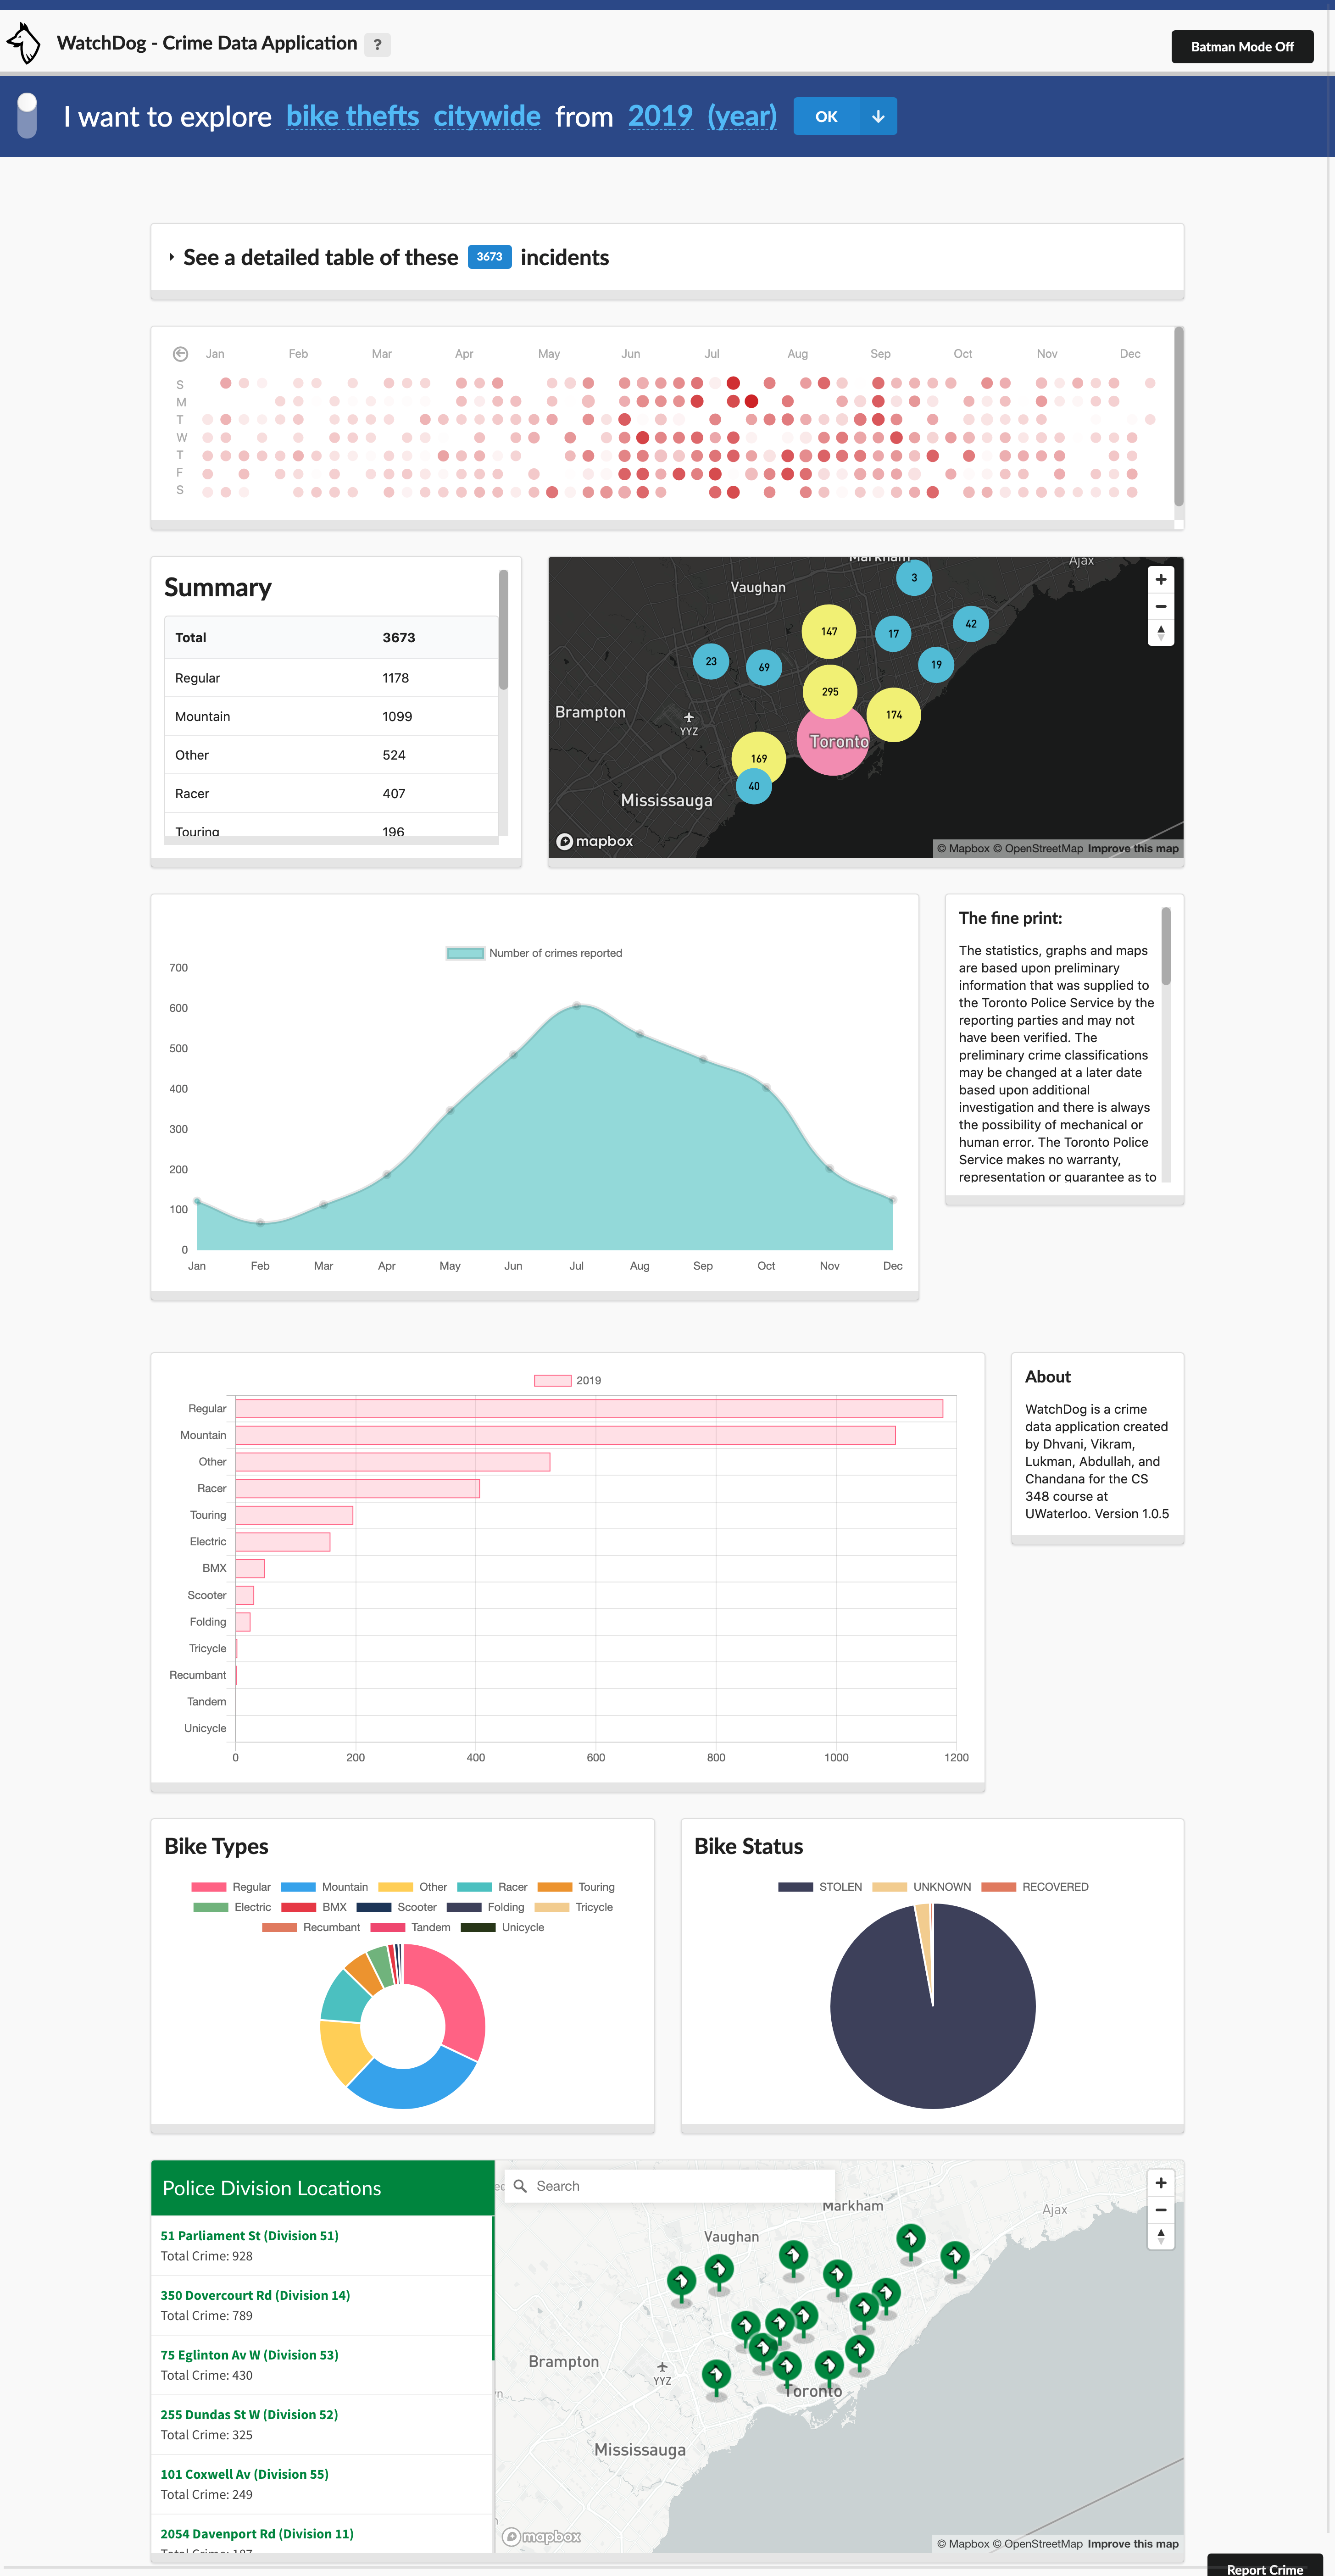 WatchDog - Crime Data Application ?
Batman Mode Off
I want to explore bike thefts citywide from 2019 (year) OK
See a detailed table of these 3673 incidents
Jan Feb Mar Apr May Jun Jul Aug Sep Oct Nov Dec
S
M
T
W
T
F
S
Summary
Total 3673
Regular 1178
Mountain 1099
Other 524
Racer 407
Touring 196
Markham
Ajax
Vaughan
3
147
17
42
23
69
19
295
174
Brampton
YYZ
Toronto
169
40
Mississauga
mapbox
© Mapbox © OpenStreetMap Improve this map
Number of crimes reported
700
600
500
400
300
200
100
0
Jan Feb Mar Apr May Jun Jul Aug Sep Oct Nov Dec
The fine print:
The statistics, graphs and maps
are based upon preliminary
information that was supplied to
the Toronto Police Service by the
reporting parties and may not
have been verified. The
preliminary crime classifications
may be changed at a later date
based upon additional
investigation and there is always
the possibility of mechanical or
human error. The Toronto Police
Service makes no warranty,
representation or guarantee as to
2019
Regular
Mountain
Other
Racer
Touring
Electric
BMX
Scooter
Folding
Tricycle
Recumbant
Tandem
Unicycle
0 200 400 600 800 1000 1200
About
WatchDog is a crime
data application created
by Dhvani, Vikram,
Lukman, Abdullah, and
Chandana for the CS
348 course at
UWaterloo. Version 1.0.5
Bike Types
Regular Mountain Other Racer Touring
Electric BMX Scooter Folding Tricycle
Recumbant Tandem Unicycle
Bike Status
STOLEN UNKNOWN RECOVERED
Police Division Locations
51 Parliament St (Division 51)
Total Crime: 928
350 Dovercourt Rd (Division 14)
Total Crime: 789
75 Eglinton Av W (Division 53)
Total Crime: 430
255 Dundas St W (Division 52)
Total Crime: 325
101 Coxwell Av (Division 55)
Total Crime: 249
2054 Davenport Rd (Division 11)
Total Crime: 187
Search
Markham
Ajax
Vaughan
Brampton
YYZ
Toronto
Mississauga
mapbox
© Mapbox © OpenStreetMap Improve this map
Report Crime